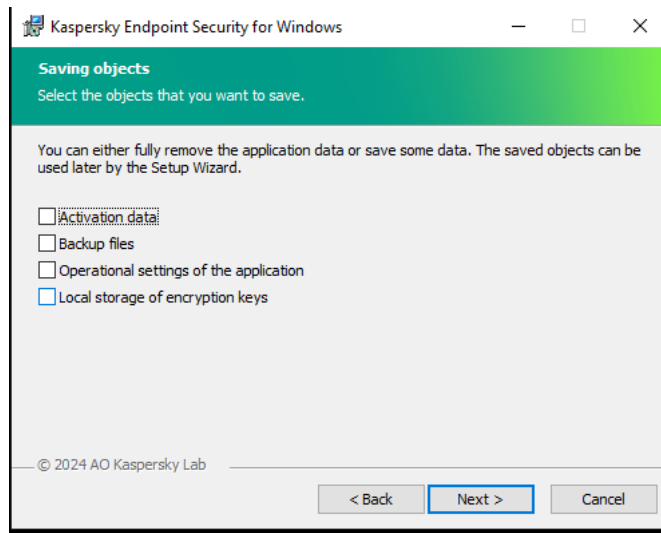 Kaspersky Endpoint Security for Windows
Saving objects
Select the objects that you want to save.
You can either fully remove the application data or save some data. The saved objects can be
used later by the Setup Wizard.
Activation data
Backup files
Operational settings of the application
Local storage of encryption keys
© 2024 AO Kaspersky Lab
< Back Next > Cancel